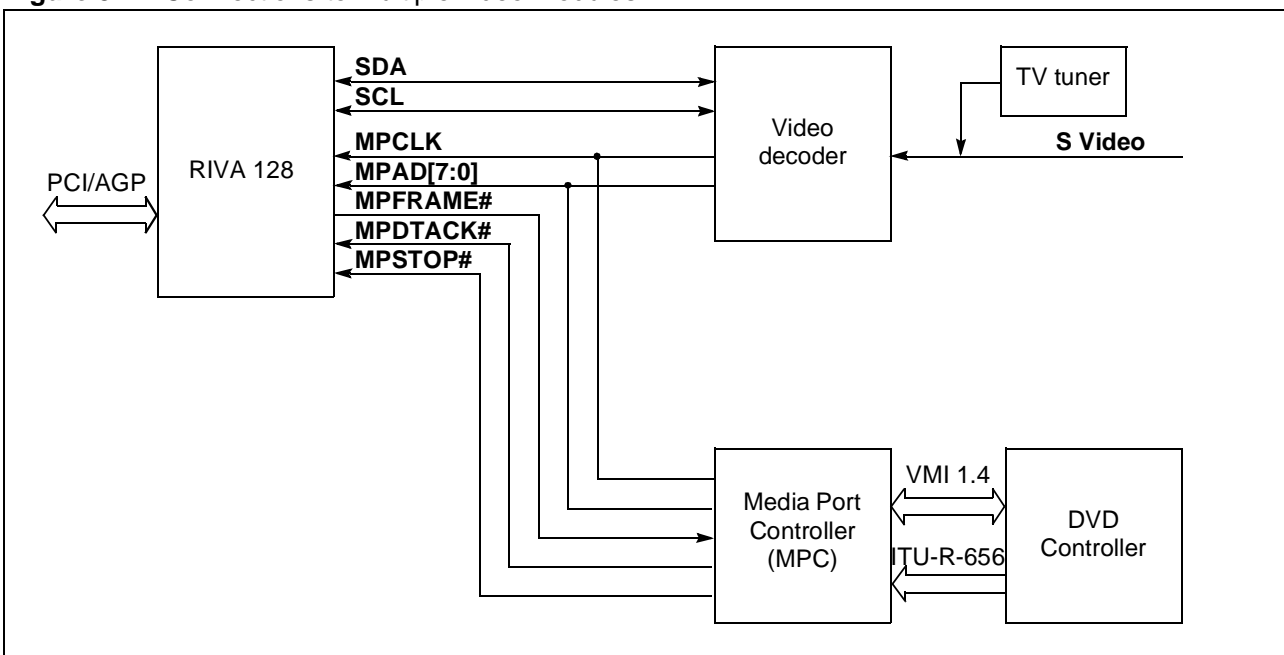 SDA
SCL
MPCLK
MPAD[7:0]
MPFRAME#
MPDTACK#
MPSTOP#
PCI/AGP
RIVA 128
Video
decoder
TV tuner
S Video
Media Port
Controller
(MPC)
VMI 1.4
ITU-R-656
DVD
Controller